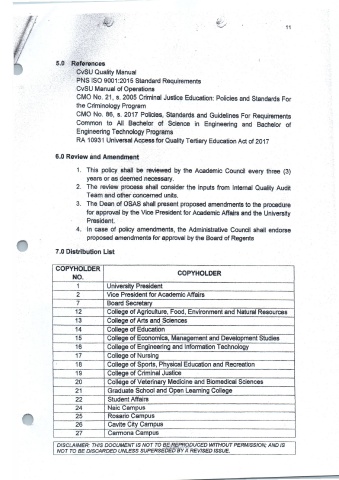 11
5.0 References
CvSU Quality Manual
PNS ISO 9001:2015 Standard Requirements
CvSU Manual of Operations
CMO No. 21, s. 2005 Criminal Justice Education: Policies and Standards For
the Criminology Program
CMO No. 86, s. 2017 Policies, Standards and Guidelines For Requirements
Common to All Bachelor of Science in Engineering and Bachelor of
Engineering Technology Programs
RA 10931 Universal Access for Quality Tertiary Education Act of 2017
6.0 Review and Amendment
1. This policy shall be reviewed by the Academic Council every three (3)
years or as deemed necessary.
2. The review process shall consider the inputs from Internal Quality Audit
Team and other concerned units.
3. The Dean of OSAS shall present proposed amendments to the procedure
for approval by the Vice President for Academic Affairs and the University
President.
4. In case of policy amendments, the Administrative Council shall endorse
proposed amendments for approval by the Board of Regents
7.0 Distribution List
COPYHOLDER NO. COPYHOLDER
1 University President
2 Vice President for Academic Affairs
7 Board Secretary
12 College of Agriculture, Food, Environment and Natural Resources
13 College of Arts and Sciences
14 College of Education
15 College of Economics, Management and Development Studies
16 College of Engineering and Information Technology
17 College of Nursing
18 College of Sports, Physical Education and Recreation
19 College of Criminal Justice
20 College of Veterinary Medicine and Biomedical Sciences
21 Graduate School and Open Learning College
22 Student Affairs
24 Naic Campus
25 Rosario Campus
26 Cavite City Campus
27 Carmona Campus
DISCLAIMER: THIS DOCUMENT IS NOT TO BE REPRODUCED WITHOUT PERMISSION; AND IS
NOT TO BE DISCARDED UNLESS SUPERSEDED BY A REVISED ISSUE.